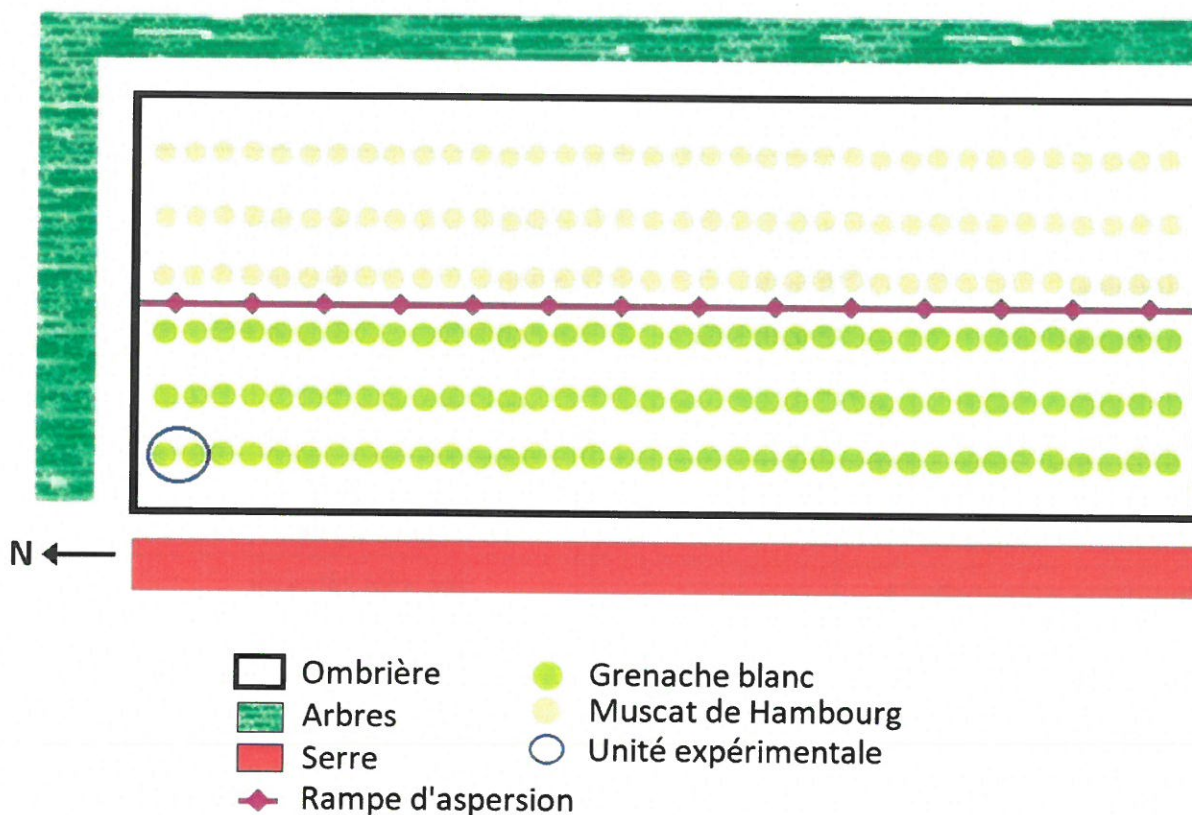 N
Ombrière
Arbres
Serre
Rampe d'aspersion
Grenache blanc
Muscat de Hambourg
Unité expérimentale